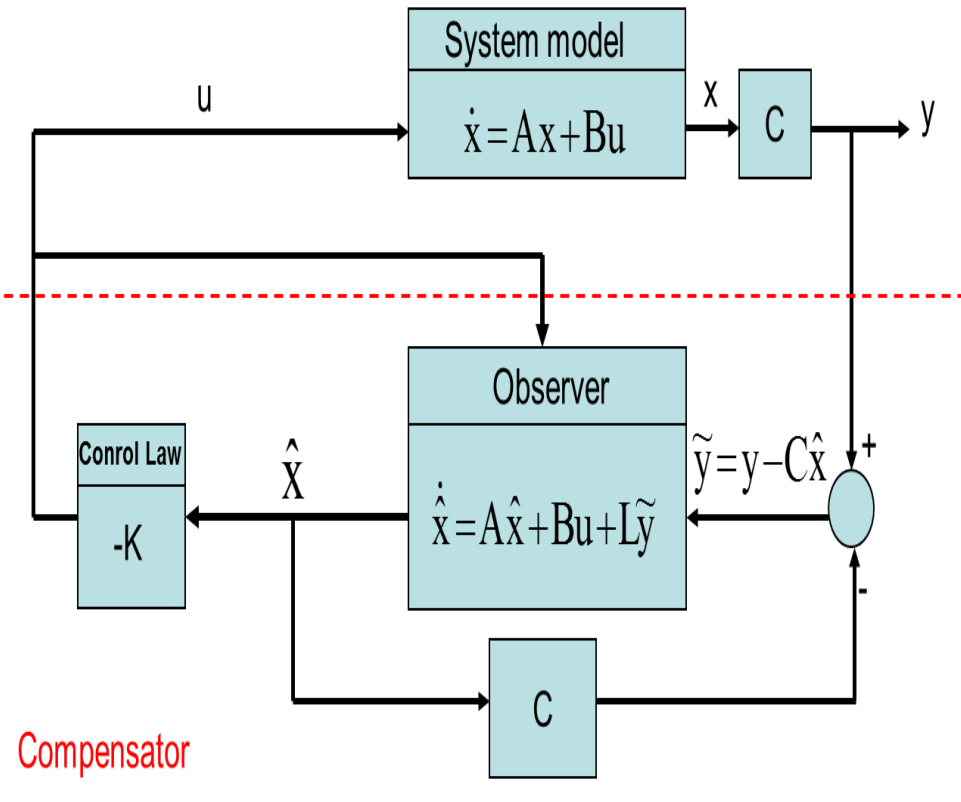 System model
u
x
ẋ=Ax+Bu
C
y
Observer
Conrol Law
x̂
ỹ=y−Cx̂
+
x̂̇=Ax̂+Bu+Lỹ
-K
-
C
Compensator